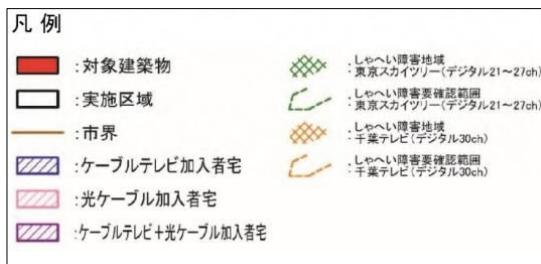 凡例
:対象建築物
:実施区域
:市界
:ケーブルテレビ加入者宅
:光ケーブル加入者宅
:ケーブルテレビ+光ケーブル加入者宅
:しゃへい障害地域
・東京スカイツリー(デジタル21~27ch)
:しゃへい障害要確認範囲
・東京スカイツリー(デジタル21~27ch)
:しゃへい障害地域
・千葉テレビ(デジタル30ch)
:しゃへい障害要確認範囲
・千葉テレビ(デジタル30ch)